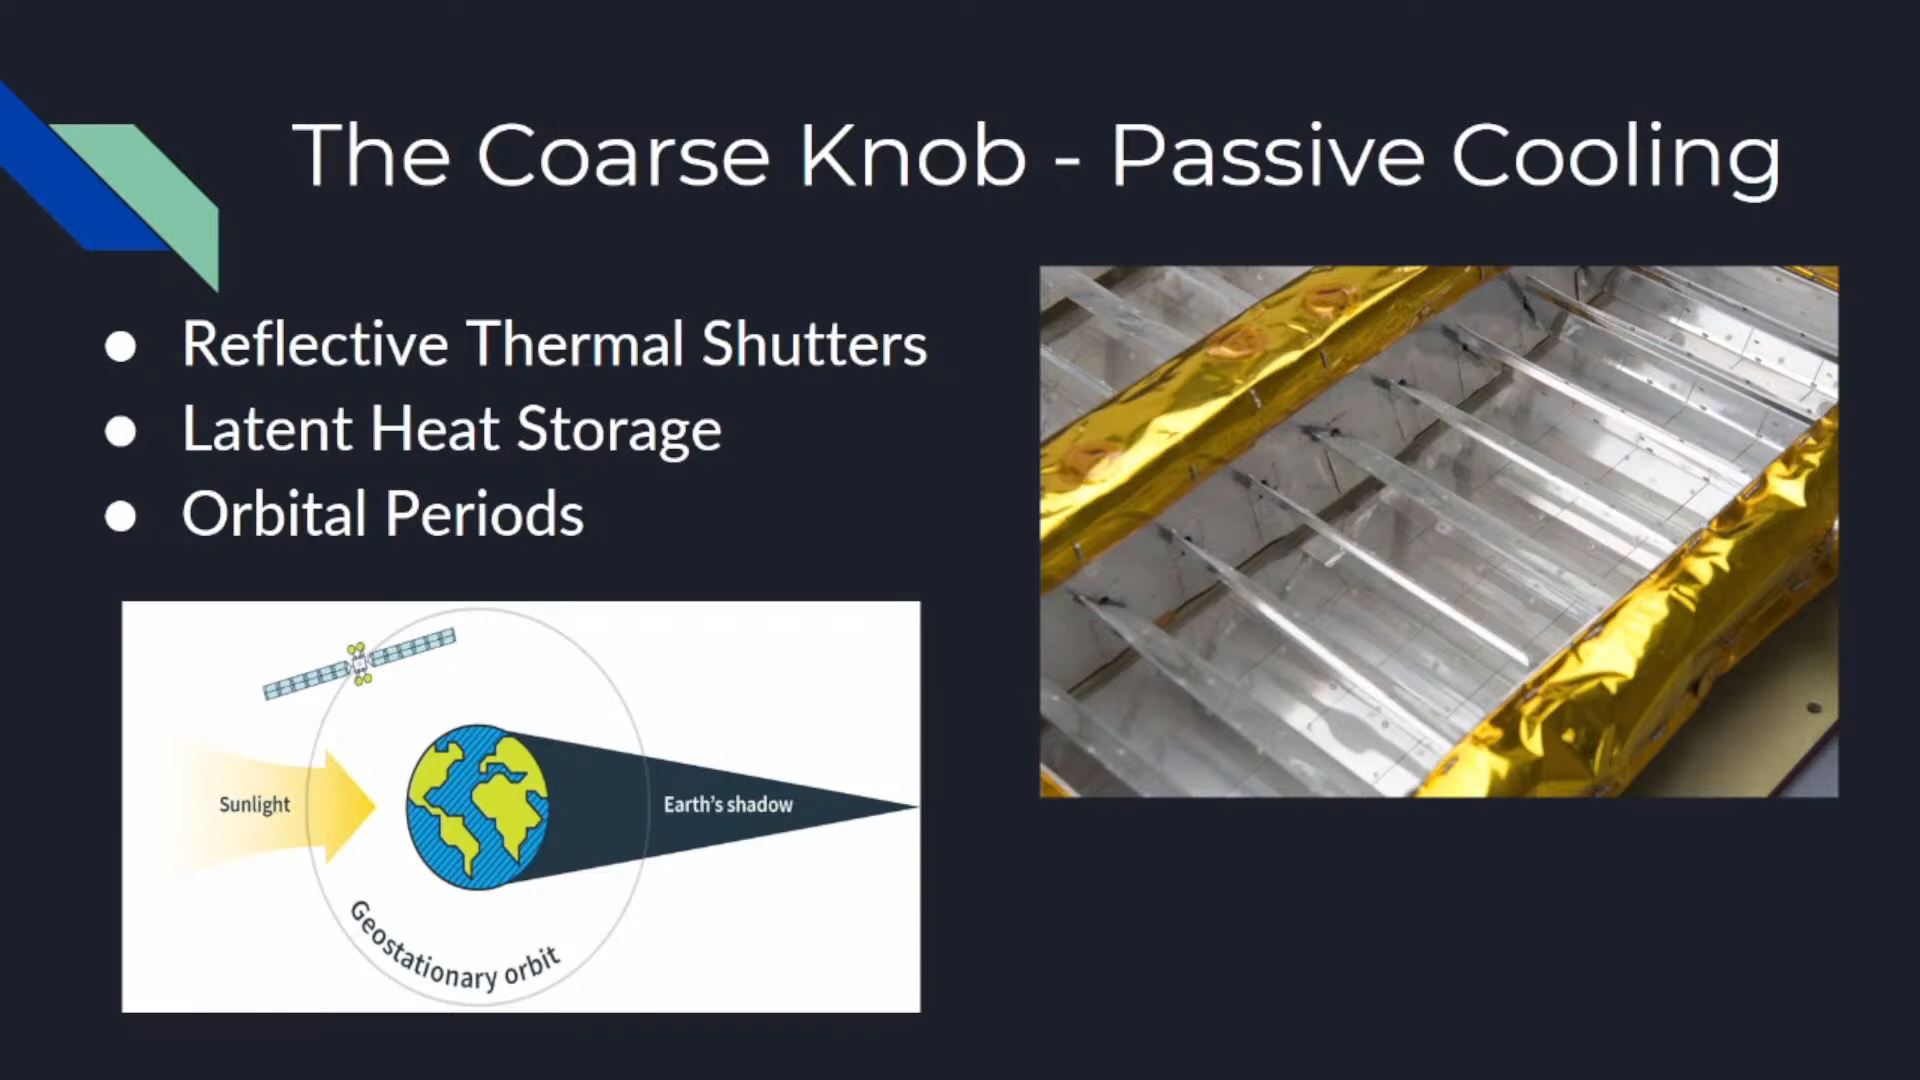 The Coarse Knob - Passive Cooling
● Reflective Thermal Shutters
● Latent Heat Storage
● Orbital Periods
Sunlight
Earth's shadow
Geostationary orbit